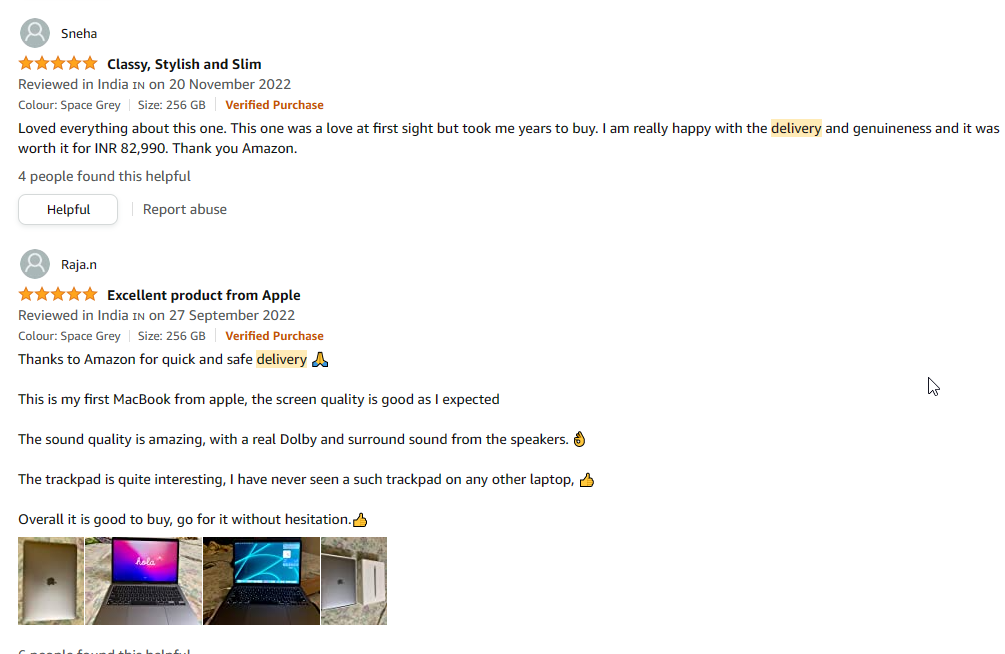 Sneha
Classy, Stylish and Slim
Reviewed in India IN on 20 November 2022
Colour: Space Grey Size: 256 GB Verified Purchase
Loved everything about this one. This one was a love at first sight but took me years to buy. I am really happy with the delivery and genuineness and it was
worth it for INR 82,990. Thank you Amazon.
4 people found this helpful
Helpful Report abuse
Raja.n
Excellent product from Apple
Reviewed in India IN on 27 September 2022
Colour: Space Grey Size: 256 GB Verified Purchase
Thanks to Amazon for quick and safe delivery 🙏
This is my first MacBook from apple, the screen quality is good as I expected
The sound quality is amazing, with a real Dolby and surround sound from the speakers. 👌
The trackpad is quite interesting, I have never seen a such trackpad on any other laptop, 👍
Overall it is good to buy, go for it without hesitation.👍
hola
6 people found this helpful